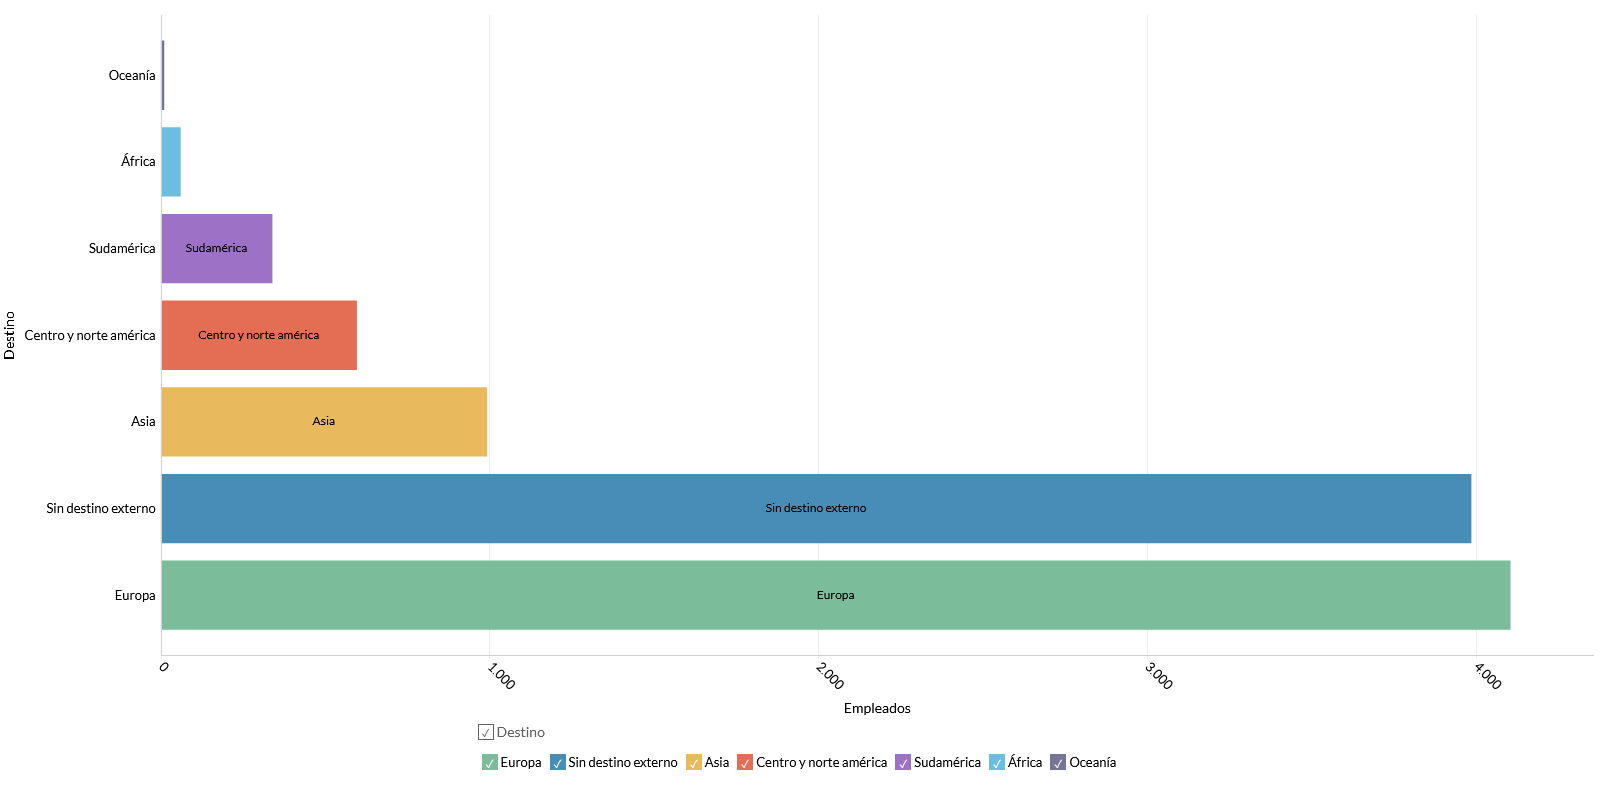 Oceanía
África
Sudamérica
Sudamérica
Centro y norte américa
Centro y norte américa
Destino
Asia
Asia
Sin destino externo
Sin destino externo
Europa
Europa
0
1.000
2.000
3.000
4.000
Empleados
Destino
Europa
Sin destino externo
Asia
Centro y norte américa
Sudamérica
África
Oceanía